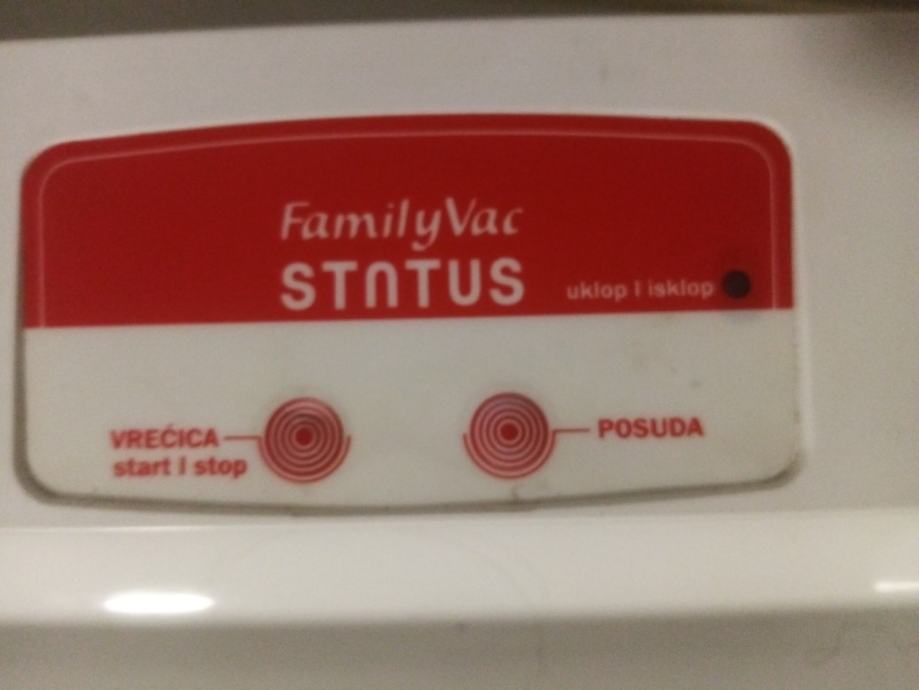 FamilyVac
STATUS
uklop I isklop
VREĆICA
start I stop
POSUDA